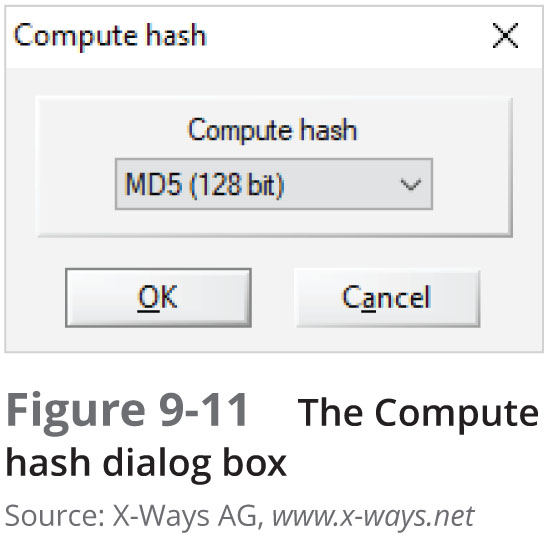 Compute hash
Compute hash
MD5 (128 bit)
OK
Cancel
Figure 9-11 The Compute
hash dialog box
Source: X-Ways AG, www.x-ways.net